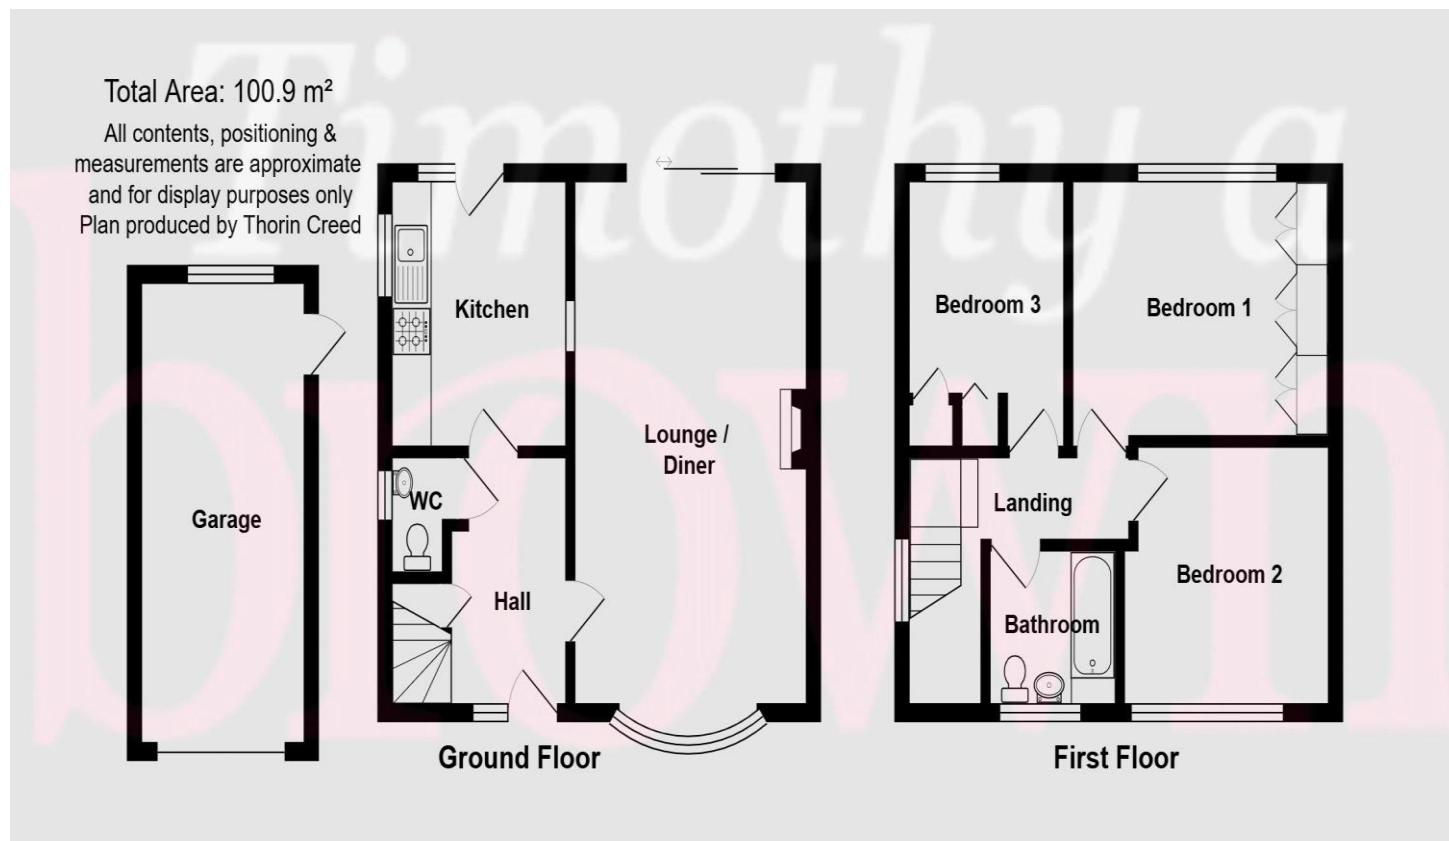 Total Area: 100.9 m²
All contents, positioning &
measurements are approximate
and for display purposes only
Plan produced by Thorin Creed
Timothy a
brown
Kitchen
Lounge /
Diner
WC
Hall
Garage
Ground Floor
Bedroom 3
Bedroom 1
Landing
Bedroom 2
Bathroom
First Floor